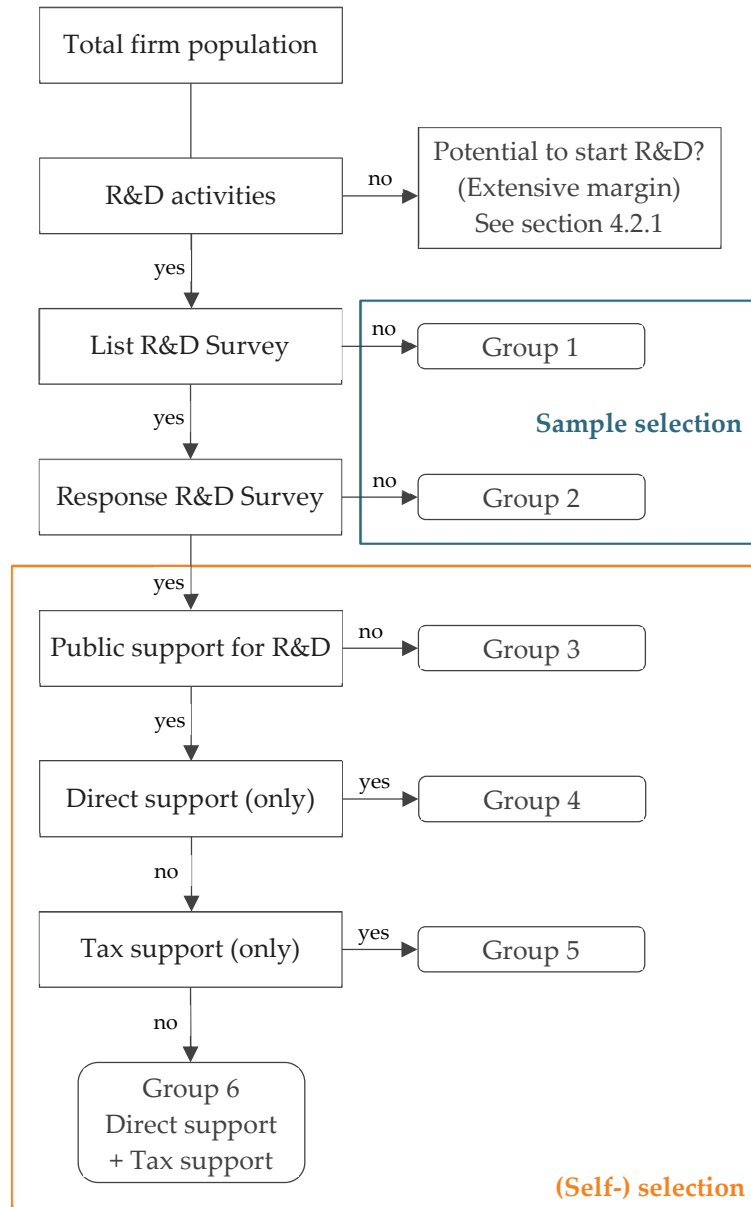 Total firm population
R&D activities
no
Potential to start R&D?
(Extensive margin)
See section 4.2.1
yes
List R&D Survey
no
Group 1
yes
Sample selection
Response R&D Survey
no
Group 2
yes
Public support for R&D
no
Group 3
yes
Direct support (only)
yes
Group 4
no
Tax support (only)
yes
Group 5
no
Group 6
Direct support
+ Tax support
(Self-) selection